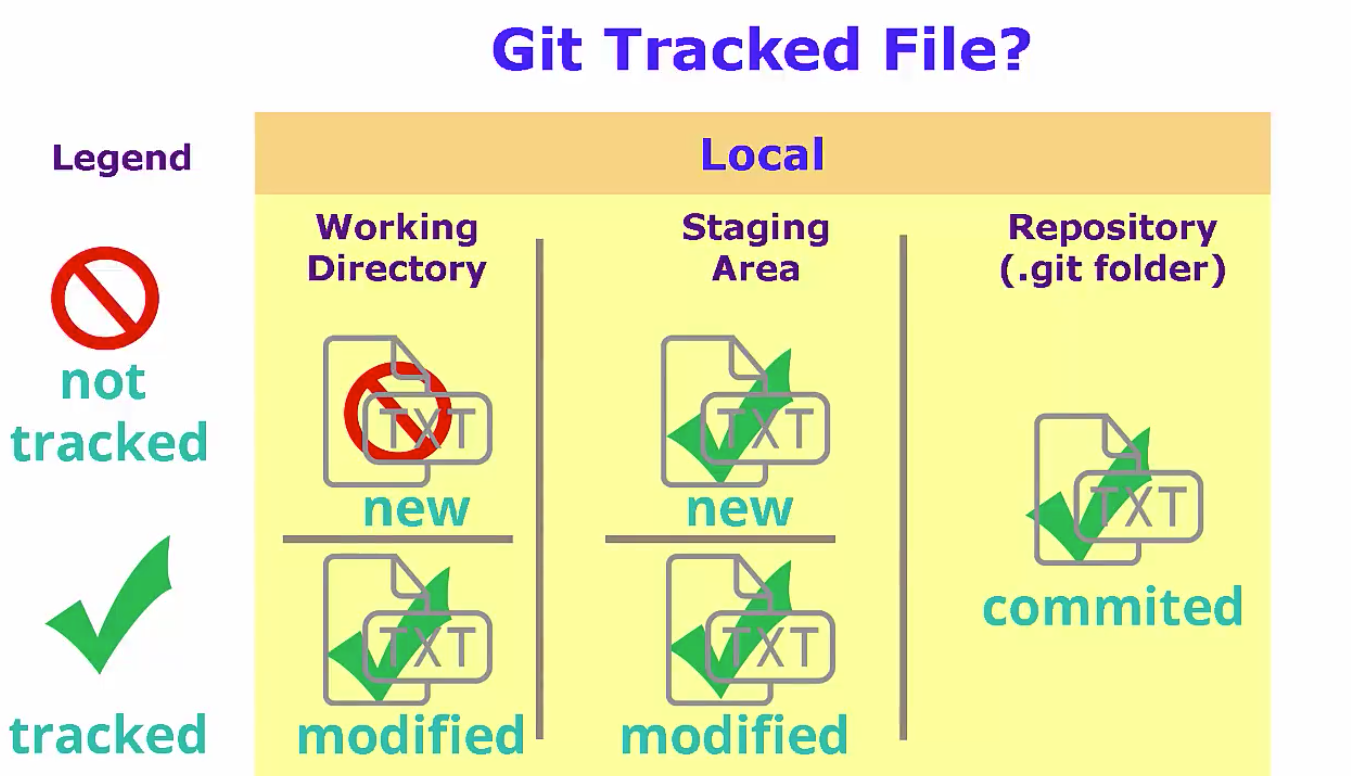 Git Tracked File?
Legend
Local
Working
Directory
Staging
Area
Repository
(.git folder)
not
tracked
TXT
new
TXT
new
TXT
commited
TXT
modified
TXT
modified
tracked